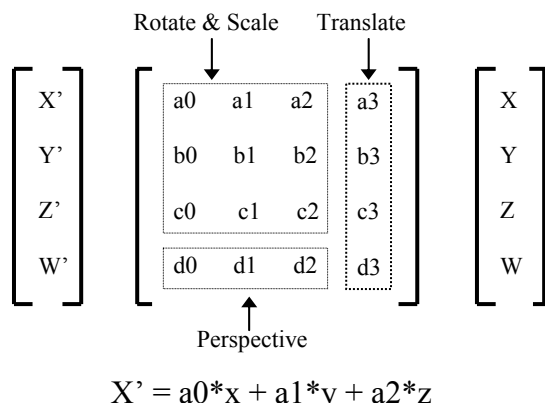 Rotate & Scale Translate
X’ a0 a1 a2 a3 X
Y’ b0 b1 b2 b3 Y
Z’ c0 c1 c2 c3 Z
W’ d0 d1 d2 d3 W
Perspective
X’ = a0*x + a1*y + a2*z